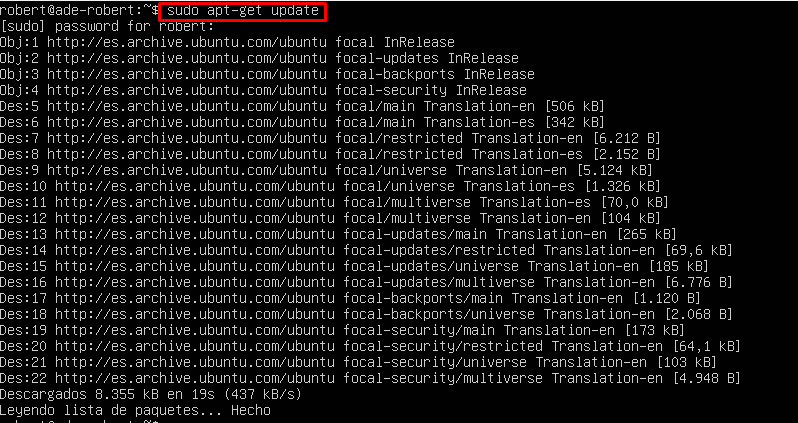 robert@ade-robert:~$ sudo apt-get update
[sudo] password for robert:
Obj:1 http://es.archive.ubuntu.com/ubuntu focal InRelease
Obj:2 http://es.archive.ubuntu.com/ubuntu focal-updates InRelease
Obj:3 http://es.archive.ubuntu.com/ubuntu focal-backports InRelease
Obj:4 http://es.archive.ubuntu.com/ubuntu focal-security InRelease
Des:5 http://es.archive.ubuntu.com/ubuntu focal/main Translation-en [506 kB]
Des:6 http://es.archive.ubuntu.com/ubuntu focal/main Translation-es [342 kB]
Des:7 http://es.archive.ubuntu.com/ubuntu focal/restricted Translation-en [6.212 B]
Des:8 http://es.archive.ubuntu.com/ubuntu focal/restricted Translation-es [2.152 B]
Des:9 http://es.archive.ubuntu.com/ubuntu focal/universe Translation-en [5.124 kB]
Des:10 http://es.archive.ubuntu.com/ubuntu focal/universe Translation-es [1.326 kB]
Des:11 http://es.archive.ubuntu.com/ubuntu focal/multiverse Translation-es [70,0 kB]
Des:12 http://es.archive.ubuntu.com/ubuntu focal/multiverse Translation-en [104 kB]
Des:13 http://es.archive.ubuntu.com/ubuntu focal-updates/main Translation-en [265 kB]
Des:14 http://es.archive.ubuntu.com/ubuntu focal-updates/restricted Translation-en [69,6 kB]
Des:15 http://es.archive.ubuntu.com/ubuntu focal-updates/universe Translation-en [185 kB]
Des:16 http://es.archive.ubuntu.com/ubuntu focal-updates/multiverse Translation-en [6.776 B]
Des:17 http://es.archive.ubuntu.com/ubuntu focal-backports/main Translation-en [1.120 B]
Des:18 http://es.archive.ubuntu.com/ubuntu focal-backports/universe Translation-en [2.068 B]
Des:19 http://es.archive.ubuntu.com/ubuntu focal-security/main Translation-en [173 kB]
Des:20 http://es.archive.ubuntu.com/ubuntu focal-security/restricted Translation-en [64,1 kB]
Des:21 http://es.archive.ubuntu.com/ubuntu focal-security/universe Translation-en [103 kB]
Des:22 http://es.archive.ubuntu.com/ubuntu focal-security/multiverse Translation-en [4.948 B]
Descargados 8.355 kB en 19s (437 kB/s)
Leyendo lista de paquetes... Hecho
robert@ade-robert:~$